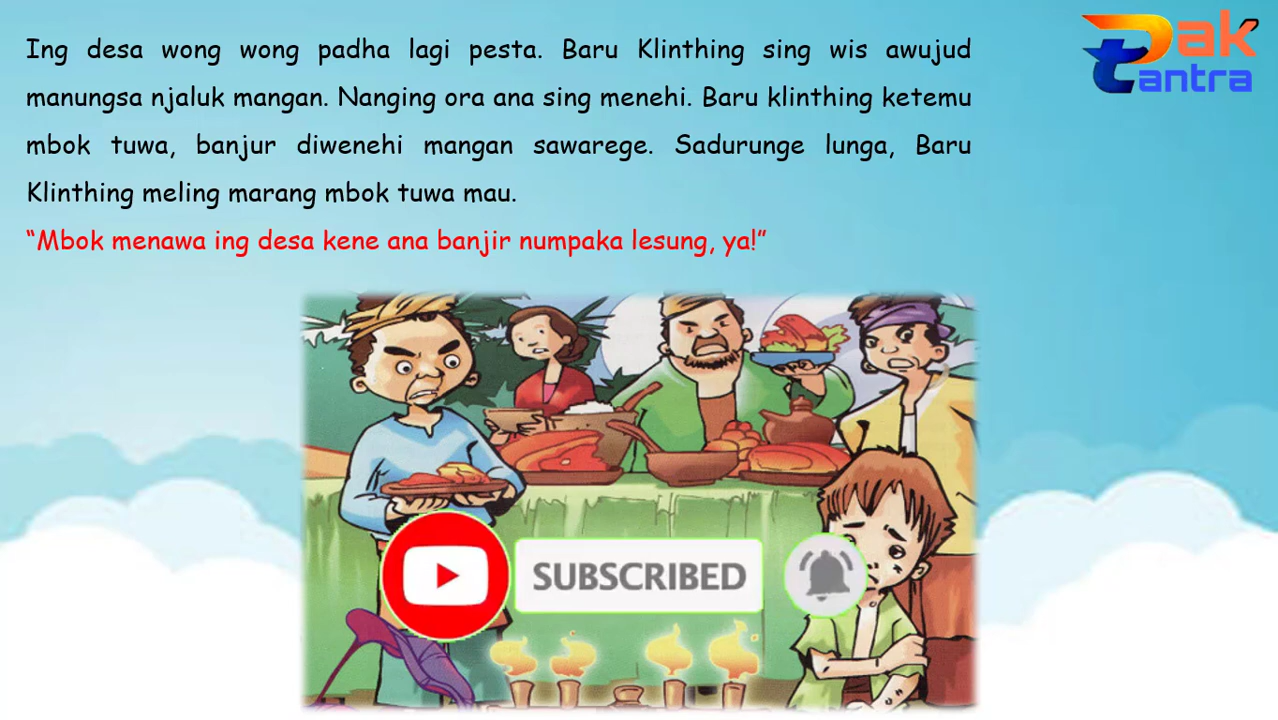 Ing desa wong wong padha lagi pesta. Baru Klinthing sing wis awujud
manungsa njaluk mangan. Nanging ora ana sing menehi. Baru klinthing ketemu
mbok tuwa, banjur diwenehi mangan sawarege. Sadurunge lunga, Baru
Klinthing meling marang mbok tuwa mau.
“Mbok menawa ing desa kene ana banjir numpaka lesung, ya!”
Pak
Tantra
SUBSCRIBED